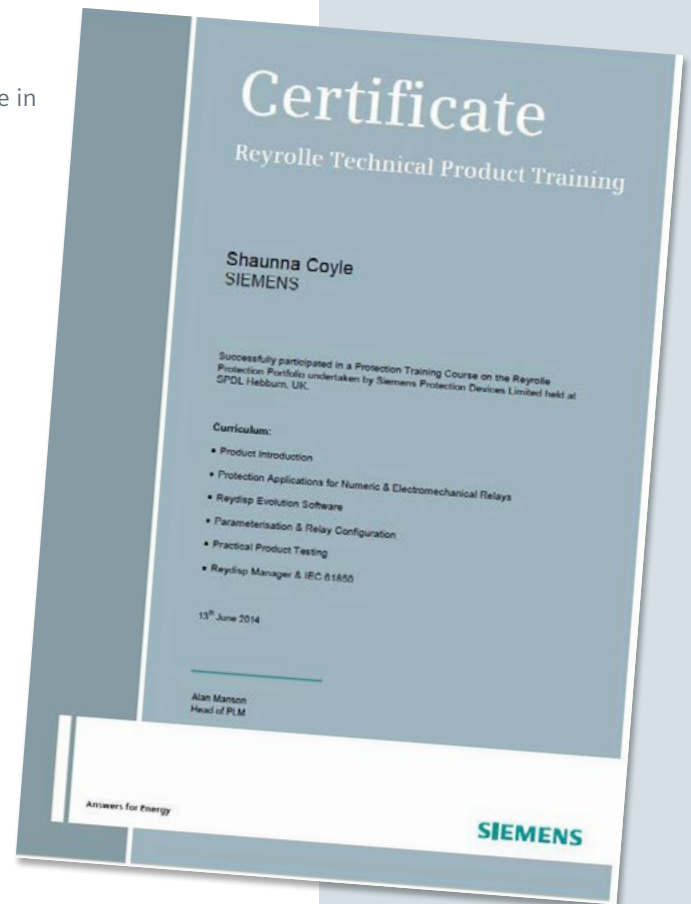 e in
Certificate
Reyrolle Technical Product Training
Shaunna Coyle
SIEMENS
Successfully participated in a Protection Training Course on the Reyrolle
Protection Portfolio undertaken by Siemens Protection Devices Limited held at
SPDL Hebburn, UK.
Curriculum:
• Product Introduction
• Protection Applications for Numeric & Electromechanical Relays
• Reydisp Evolution Software
• Parameterisation & Relay Configuration
• Practical Product Testing
• Reydisp Manager & IEC 61850
13th June 2014
Alan Manson
Head of PLM
Answers for Energy
SIEMENS